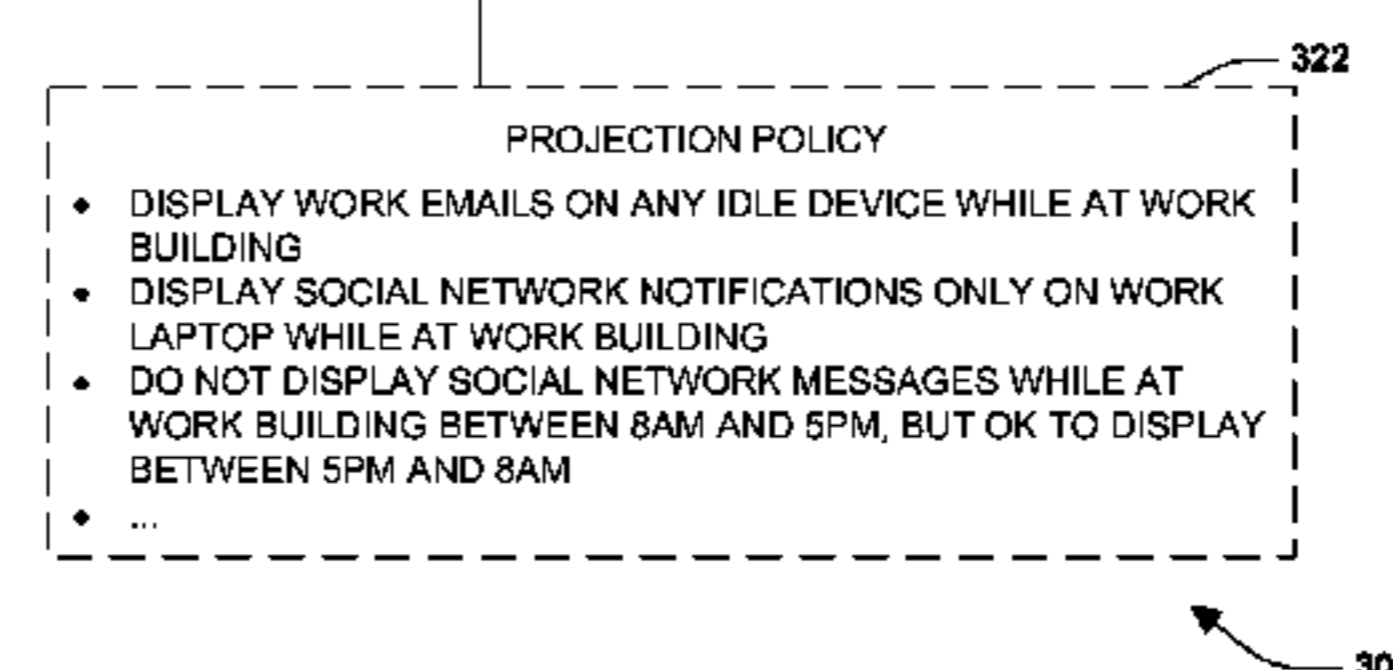 322
PROJECTION POLICY
• DISPLAY WORK EMAILS ON ANY IDLE DEVICE WHILE AT WORK
BUILDING
• DISPLAY SOCIAL NETWORK NOTIFICATIONS ONLY ON WORK
LAPTOP WHILE AT WORK BUILDING
• DO NOT DISPLAY SOCIAL NETWORK MESSAGES WHILE AT
WORK BUILDING BETWEEN 8AM AND 5PM, BUT OK TO DISPLAY
BETWEEN 5PM AND 8AM
• ...